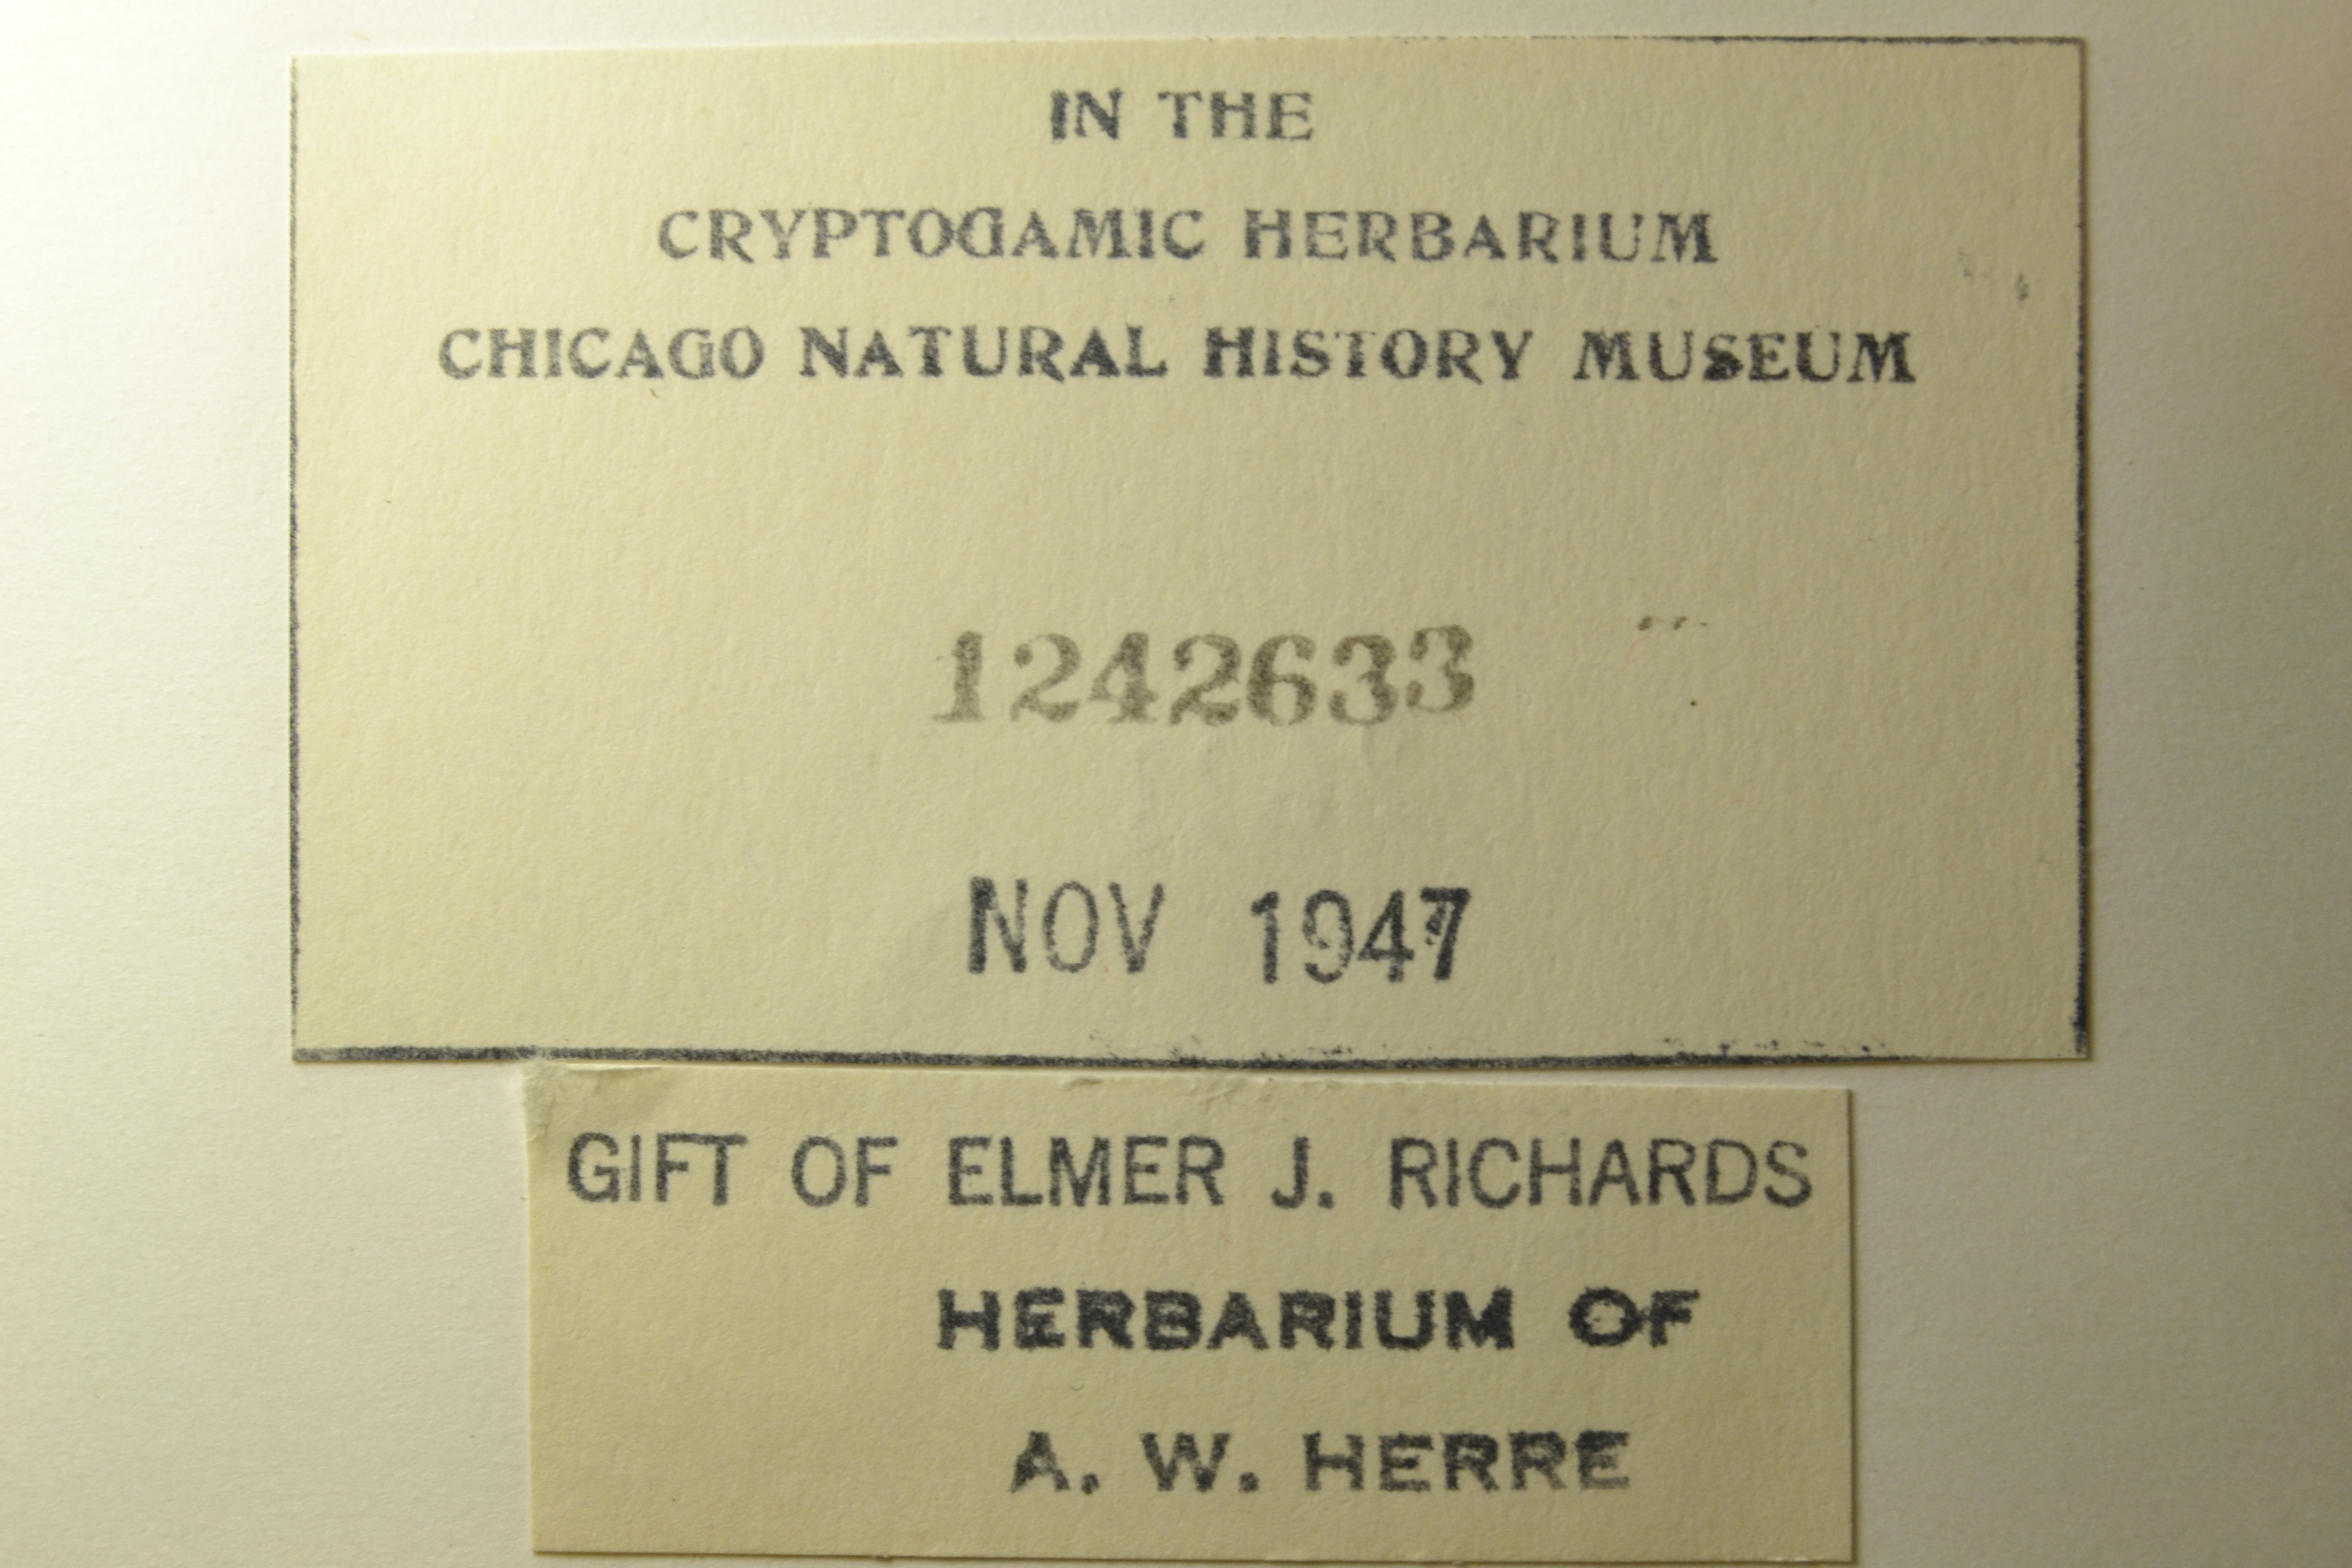 IN THE
CRYPTOGAMIC HERBARIUM
CHICAGO NATURAL HISTORY MUSEUM
1242633
NOV 1947
GIFT OF ELMER J. RICHARDS
HERBARIUM OF
A. W. HERRE